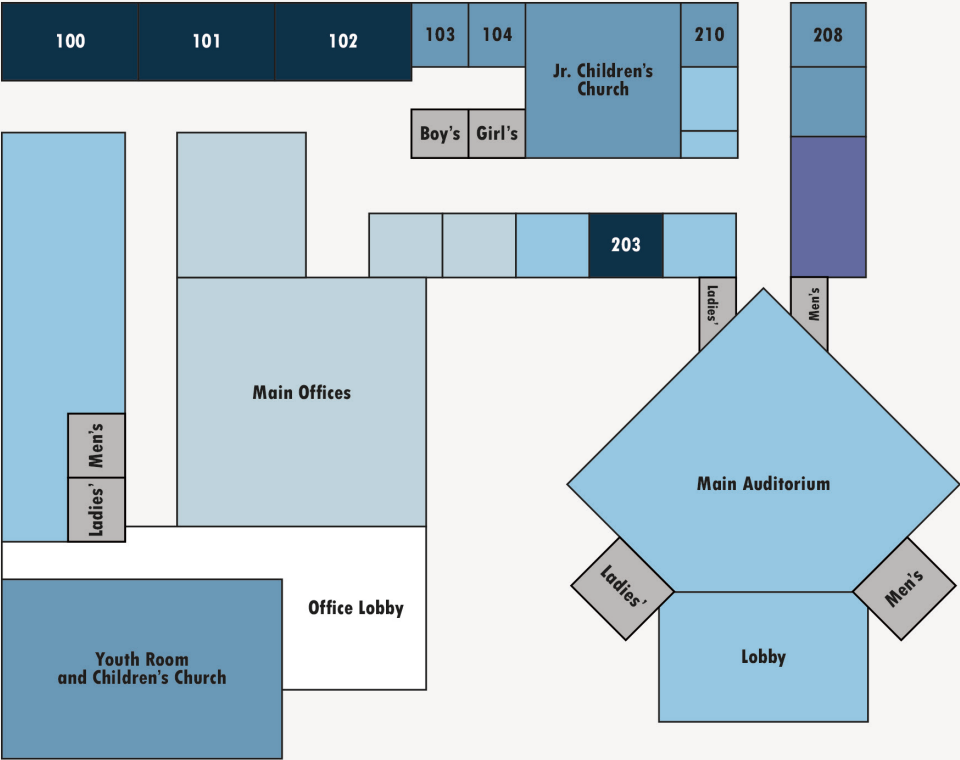 100
101
102
103
104
Jr. Children's
Church
210
208
Boy's
Girl's
203
Ladies'
Men's
Main Offices
Men's
Ladies'
Main Auditorium
Ladies'
Men's
Office Lobby
Youth Room
and Children's Church
Lobby